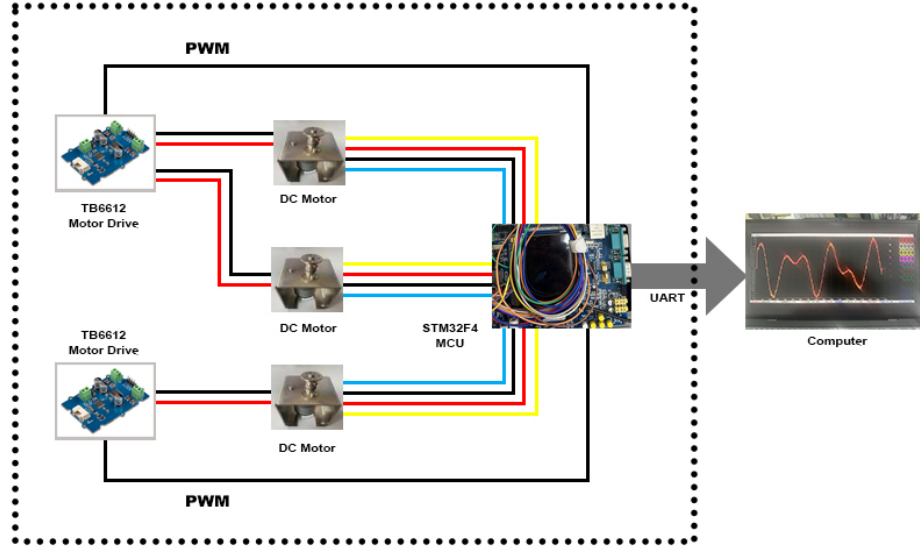 PWM
TB6612
Motor Drive
DC Motor
DC Motor
STM32F4
MCU
UART
Computer
TB6612
Motor Drive
DC Motor
PWM